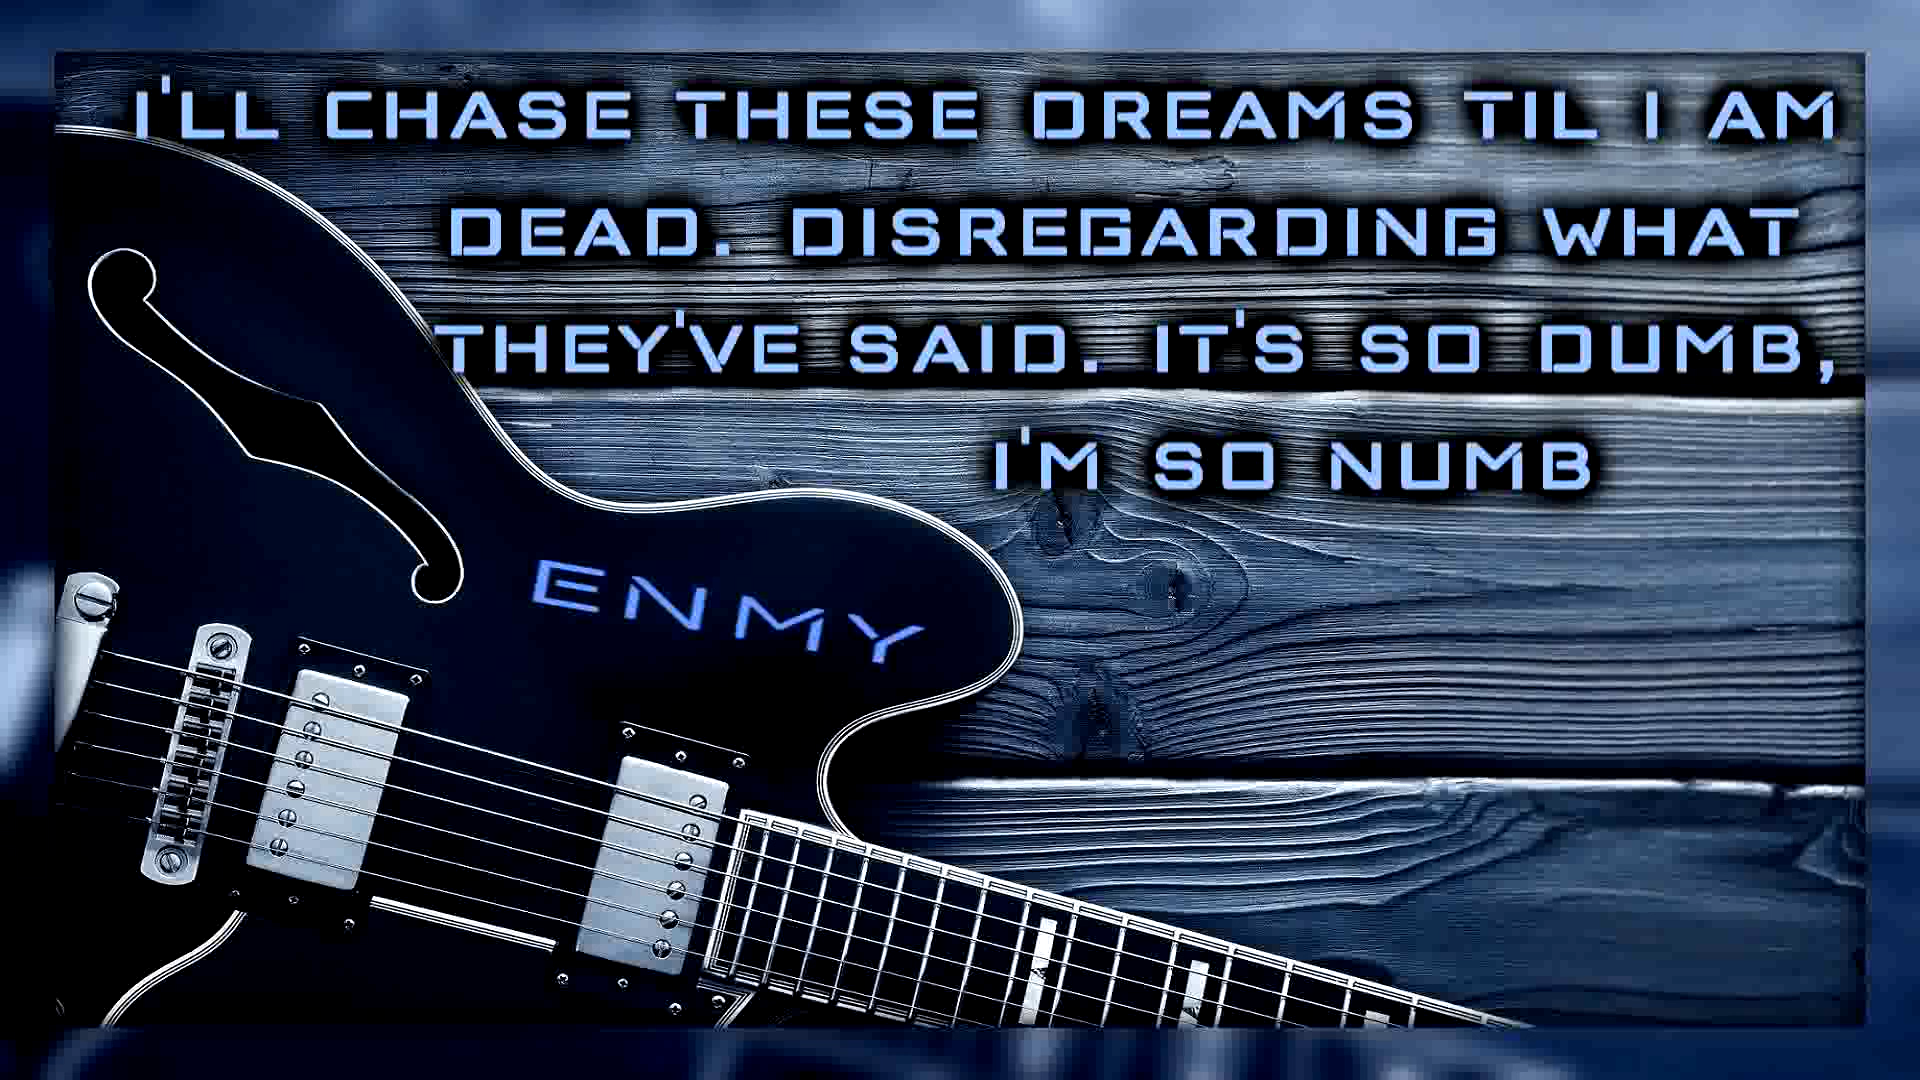 I'LL CHASE THESE DREAMS TIL I AM
DEAD. DISREGARDING WHAT
THEY'VE SAID. IT'S SO DUMB,
I'M SO NUMB
ENMY